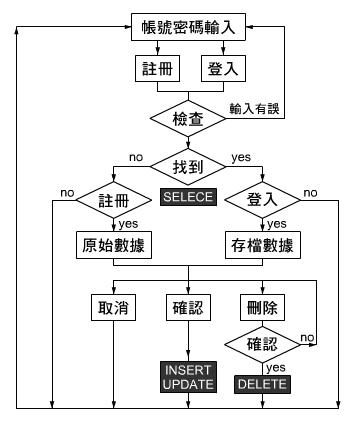 帳號密碼輸入
註冊
登入
檢查
輸入有誤
no
找到
yes
no
註冊
SELECE
登入
no
yes
yes
原始數據
存檔數據
取消
確認
刪除
確認
no
INSERT
UPDATE
yes
DELETE